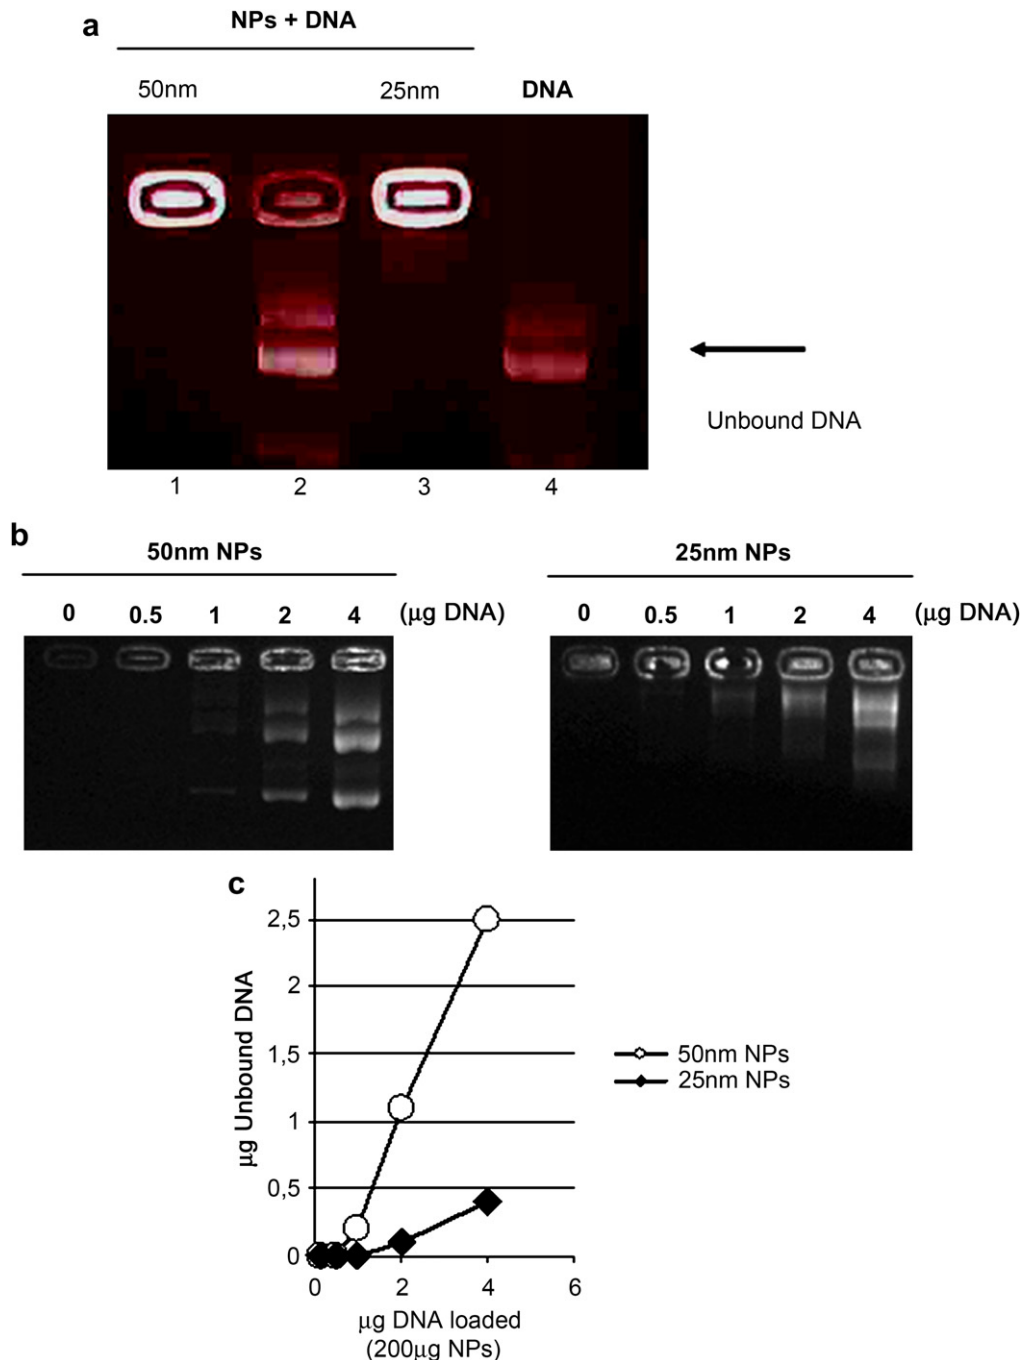 a
NPs + DNA
50nm 25nm DNA
Unbound DNA
1 2 3 4
b
50nm NPs
0 0.5 1 2 4 (μg DNA)
25nm NPs
0 0.5 1 2 4 (μg DNA)
c
μg Unbound DNA
2,5
2
1,5
1
0,5
0
0 2 4 6
μg DNA loaded
(200μg NPs)
50nm NPs
25nm NPs